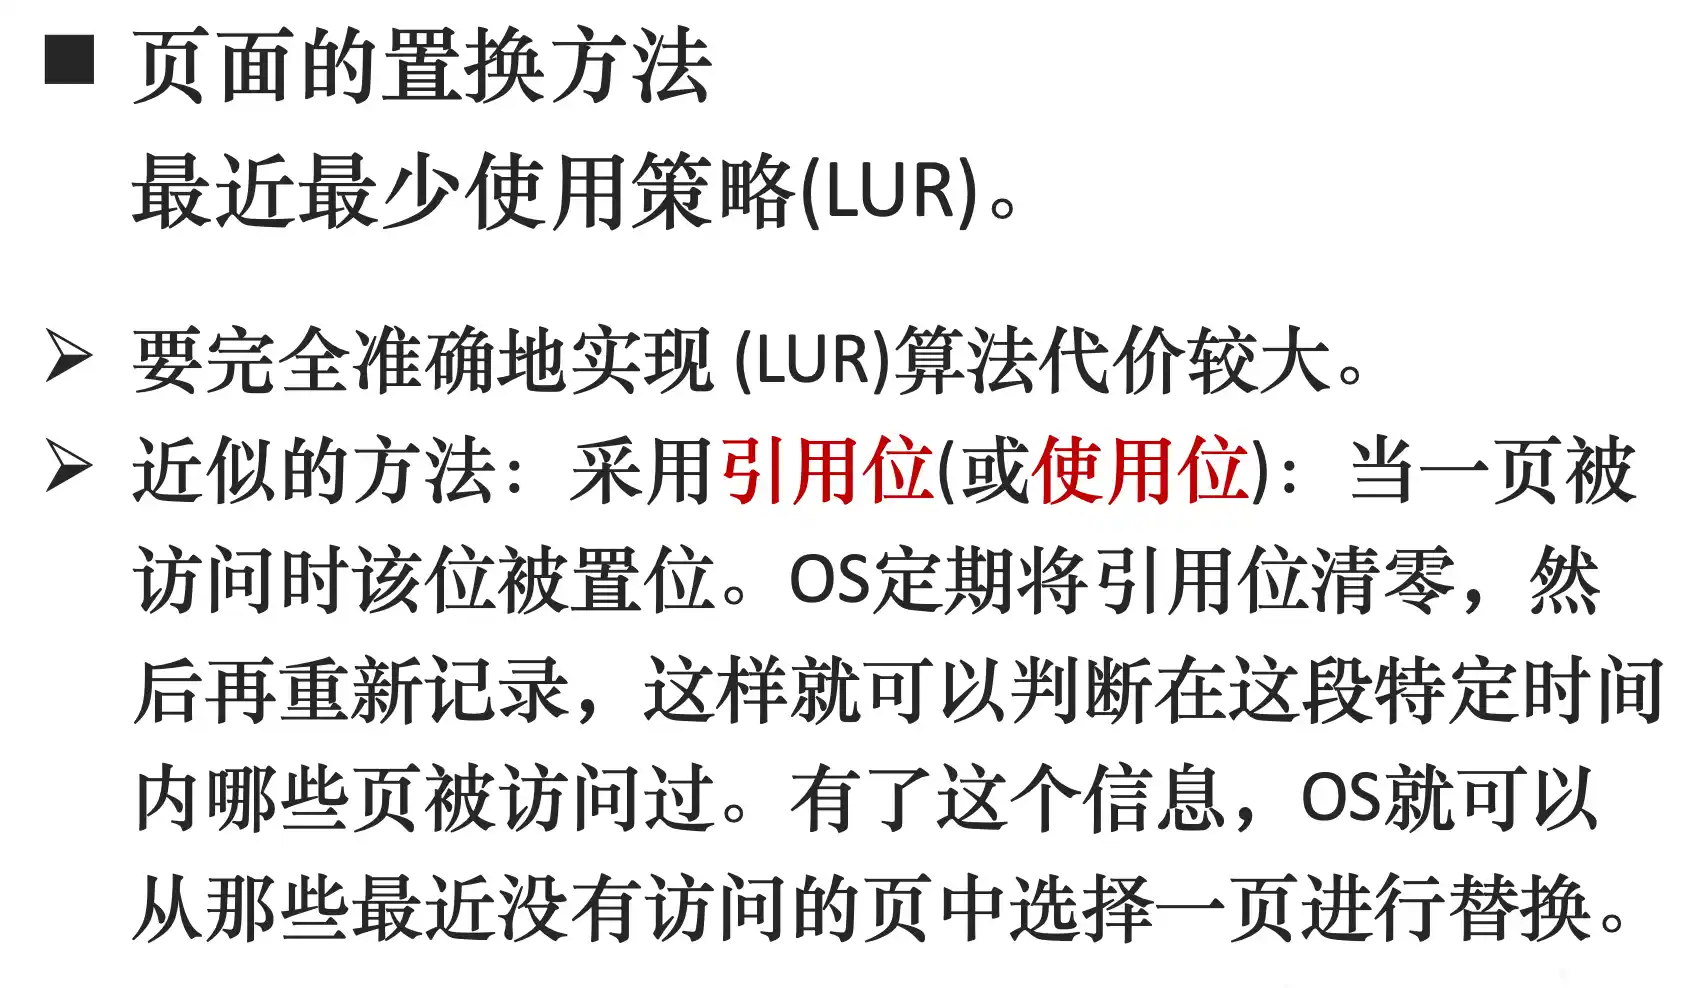 ■ 页面的置换方法
最近最少使用策略(LUR)。
➢ 要完全准确地实现 (LUR)算法代价较大。
➢ 近似的方法：采用引用位(或使用位)：当一页被
访问时该位被置位。OS定期将引用位清零，然
后再重新记录，这样就可以判断在这段特定时间
内哪些页被访问过。有了这个信息，OS就可以
从那些最近没有访问的页中选择一页进行替换。